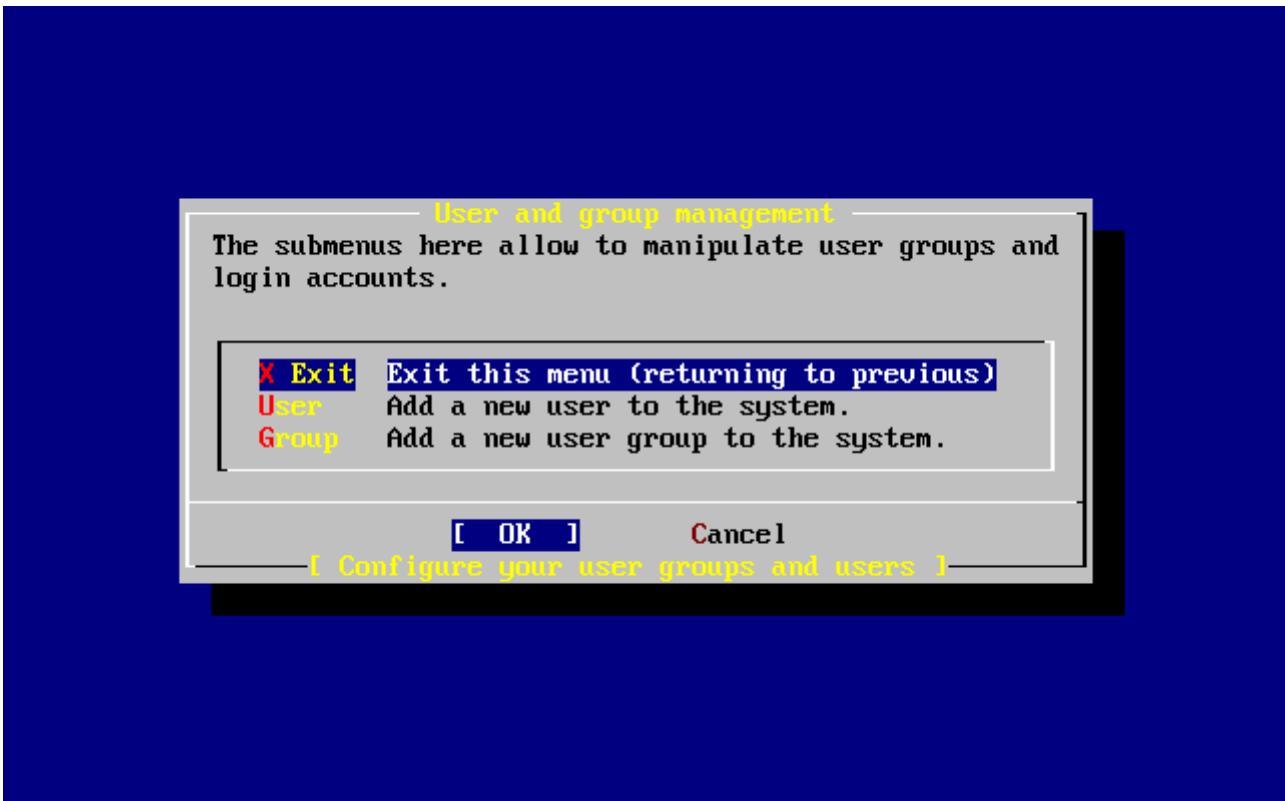 User and group management
The submenus here allow to manipulate user groups and
login accounts.
X Exit Exit this menu (returning to previous)
User Add a new user to the system.
Group Add a new user group to the system.
[ OK ] Cancel
[ Configure your user groups and users ]